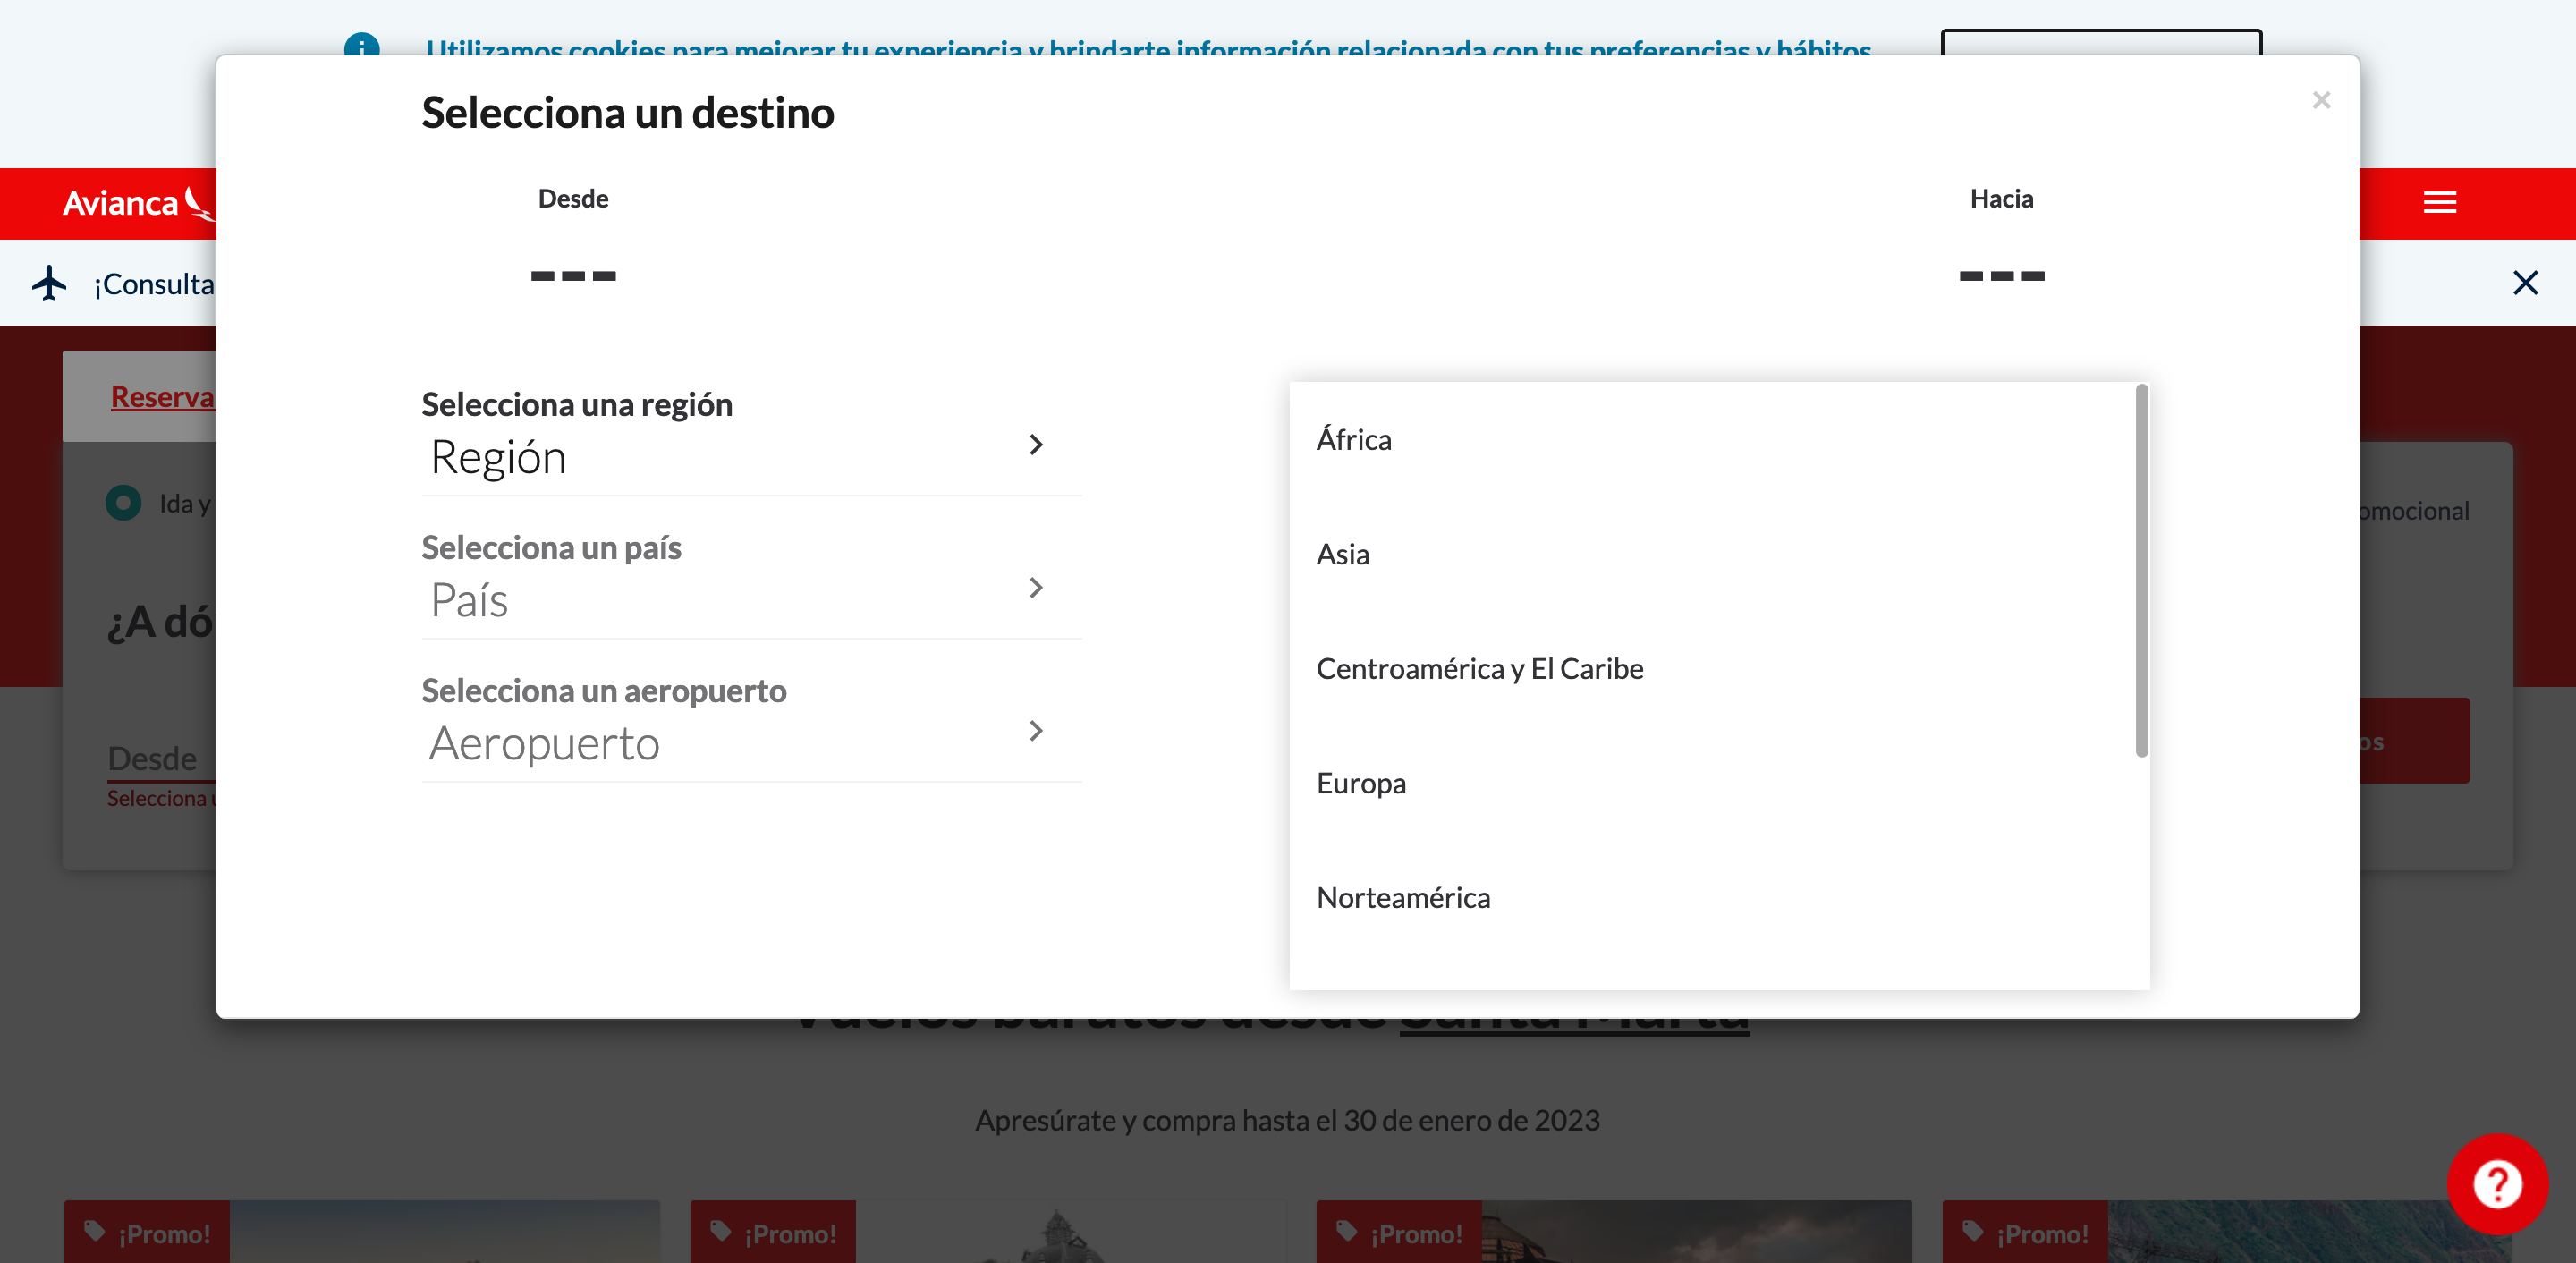 Utilizamos cookies para mejorar tu experiencia y brindarte información relacionada con tus preferencias y hábitos
Selecciona un destino
×
Desde
Hacia
Avianca
---
---
¡Consulta
Selecciona una región
Región
Reserva
África
Ida y
omocional
Selecciona un país
País
Asia
¿A dó
Selecciona un aeropuerto
Aeropuerto
Centroamérica y El Caribe
Desde
os
Selecciona
Europa
Norteamérica
Vuelos baratos desde Santa Marta
Apresúrate y compra hasta el 30 de enero de 2023
¡Promo!
¡Promo!
¡Promo!
¡Promo!
?